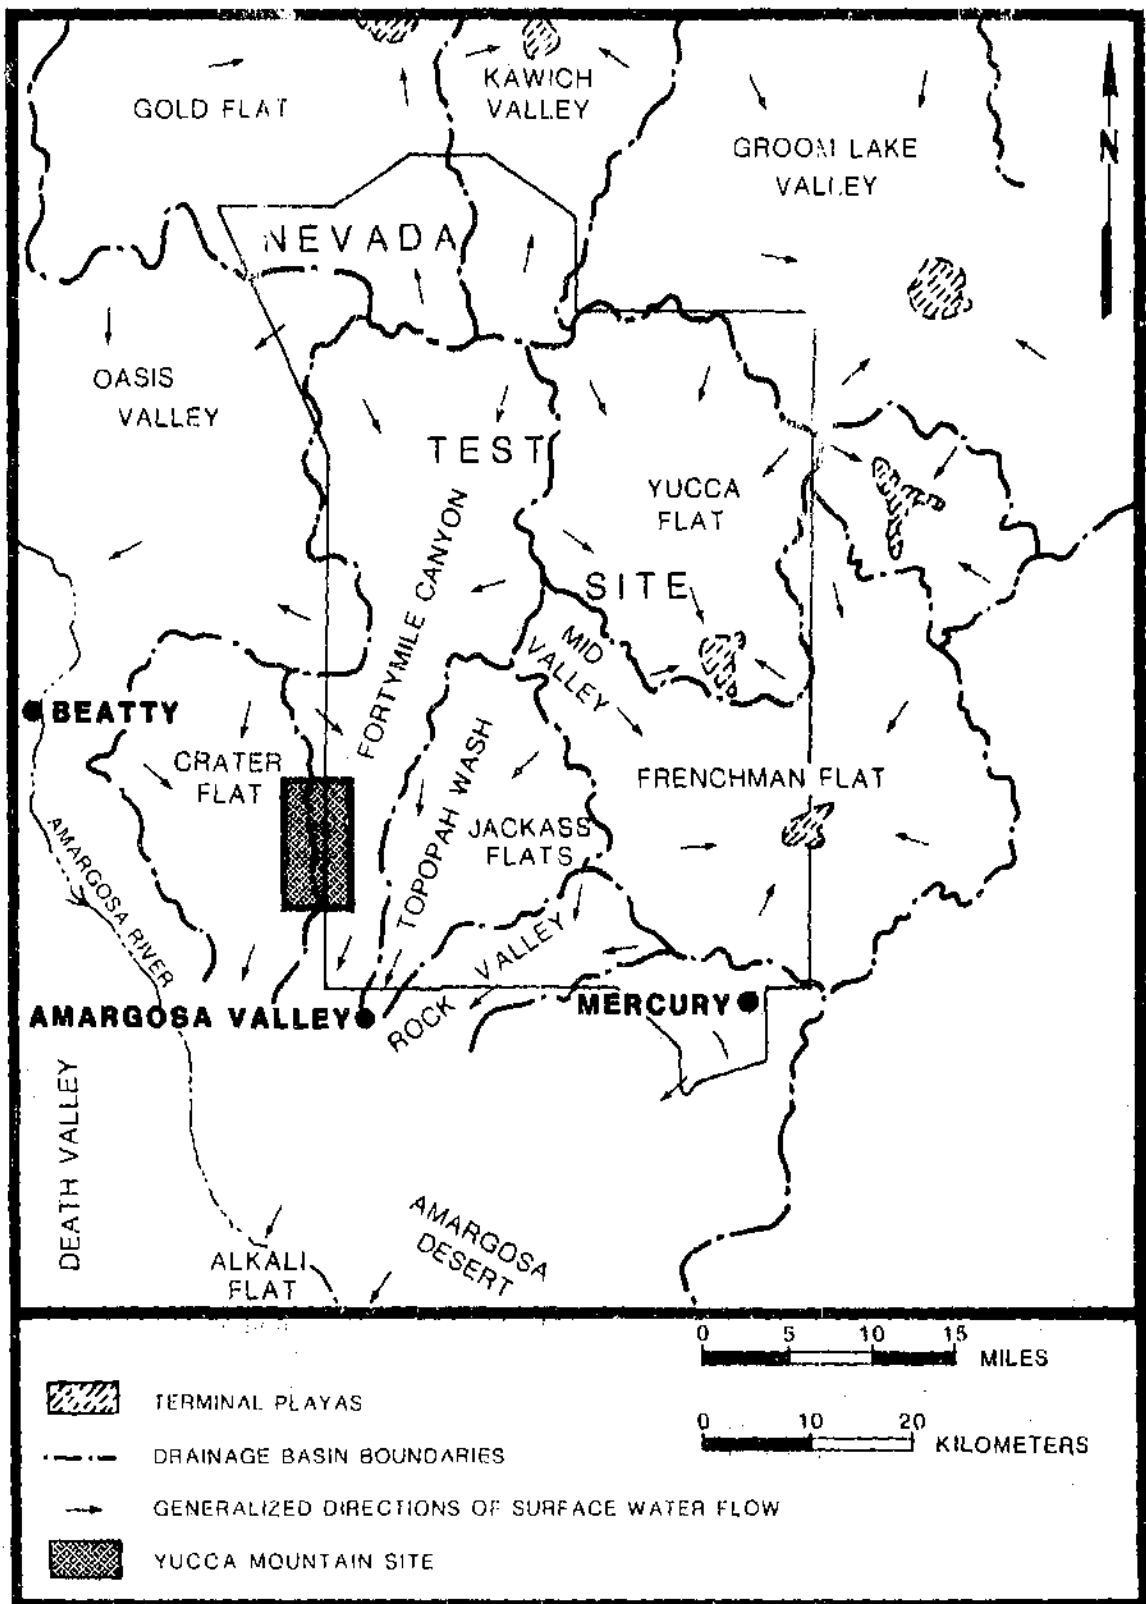 GOLD FLAT
KAWICH
VALLEY
GROOM LAKE
VALLEY
N
NEVADA
OASIS
VALLEY
TEST
YUCCA
FLAT
FORTYMILE CANYON
SITE
MID
VALLEY
BEATTY
CRATER
FLAT
TOPOPAH WASH
FRENCHMAN FLAT
JACKASS
FLATS
AMARGOSA RIVER
ROCK VALLEY
AMARGOSA VALLEY
MERCURY
DEATH VALLEY
AMARGOSA
DESERT
ALKALI
FLAT
0 5 10 15
MILES
TERMINAL PLAYAS
0 10 20
KILOMETERS
DRAINAGE BASIN BOUNDARIES
GENERALIZED DIRECTIONS OF SURFACE WATER FLOW
YUCCA MOUNTAIN SITE